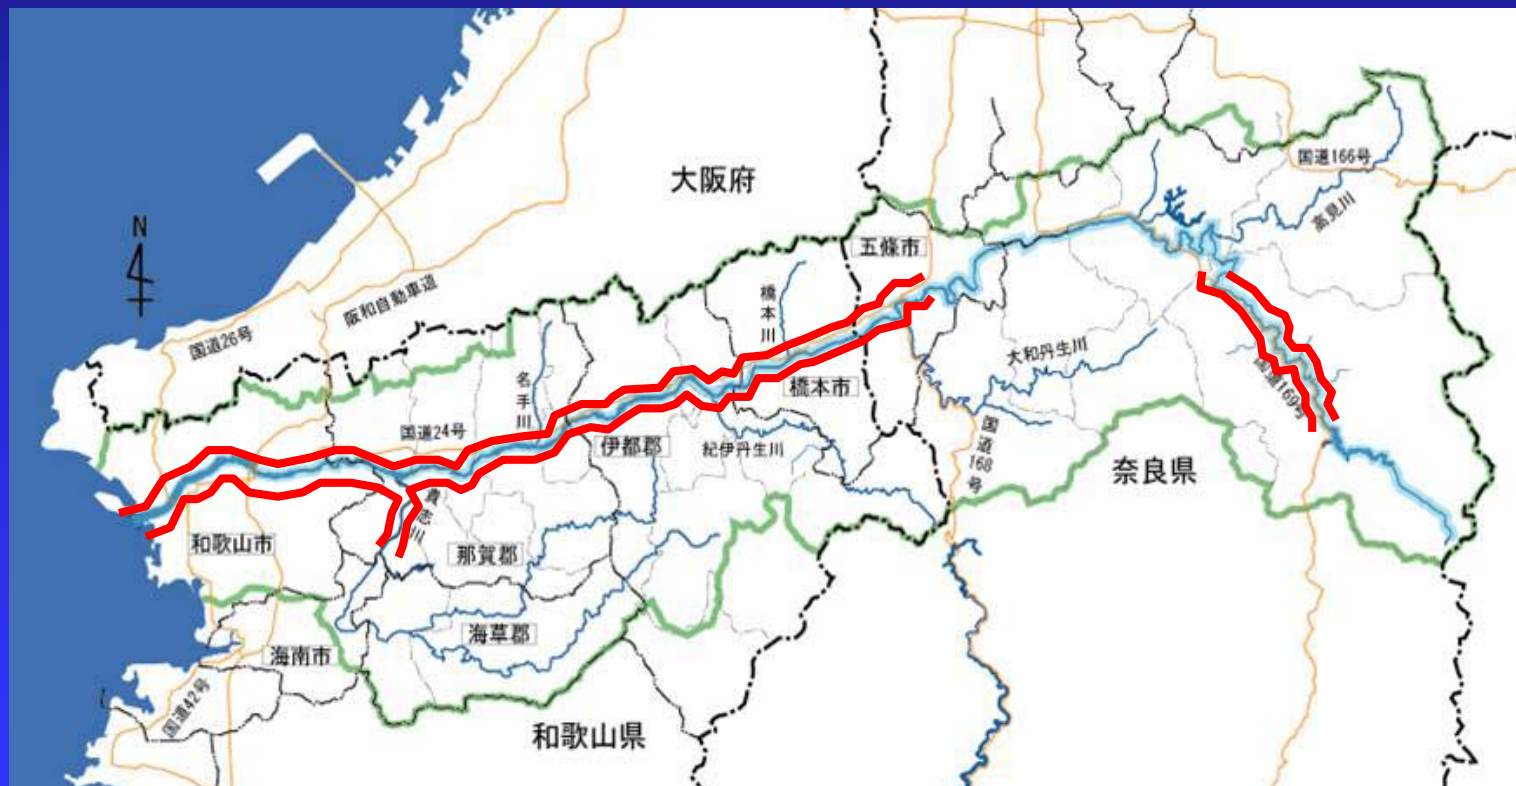 大阪府
国道166号
高見川
N
五條市
阪和自動車道
国道26号
橋本川
大和丹生川
名手川
橋本市
国道169号
国道24号
伊都郡
紀伊丹生川
国道168号
奈良県
貴志川
和歌山市
那賀郡
海草郡
海南市
国道42号
和歌山県